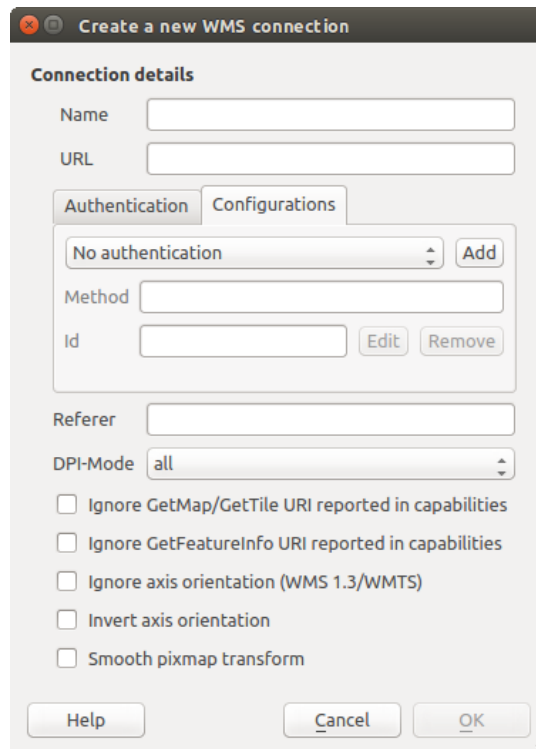 Create a new WMS connection
Connection details
Name
URL
Authentication Configurations
No authentication Add
Method
Id Edit Remove
Referer
DPI-Mode all
Ignore GetMap/GetTile URI reported in capabilities
Ignore GetFeatureInfo URI reported in capabilities
Ignore axis orientation (WMS 1.3/WMTS)
Invert axis orientation
Smooth pixmap transform
Help Cancel OK